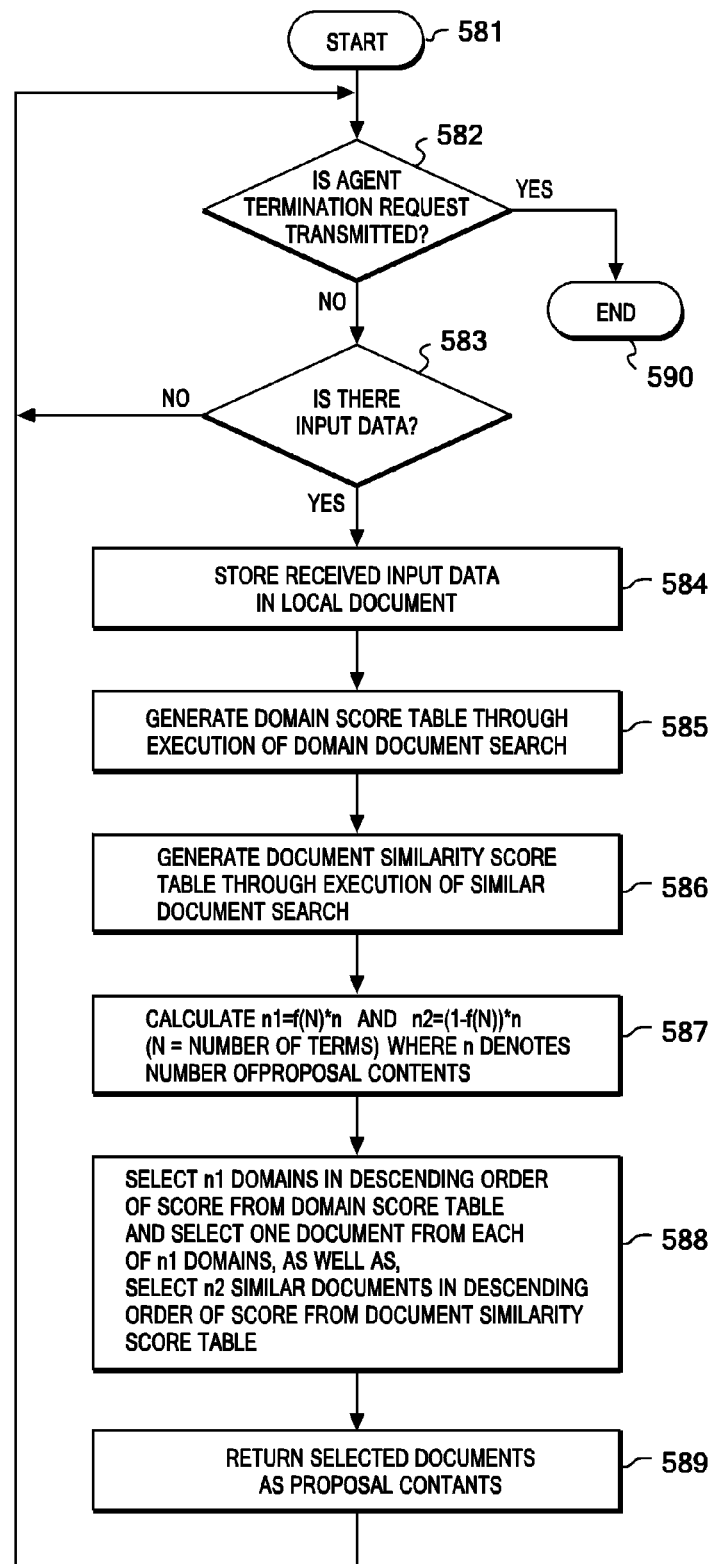 START
581
582
IS AGENT
TERMINATION REQUEST
TRANSMITTED?
YES
NO
END
590
583
NO
IS THERE
INPUT DATA?
YES
STORE RECEIVED INPUT DATA
IN LOCAL DOCUMENT
584
GENERATE DOMAIN SCORE TABLE THROUGH
EXECUTION OF DOMAIN DOCUMENT SEARCH
585
GENERATE DOCUMENT SIMILARITY SCORE
TABLE THROUGH EXECUTION OF SIMILAR
DOCUMENT SEARCH
586
CALCULATE n1=f(N)*n AND n2=(1-f(N))*n
(N = NUMBER OF TERMS) WHERE n DENOTES
NUMBER OFPROPOSAL CONTENTS
587
SELECT n1 DOMAINS IN DESCENDING ORDER
OF SCORE FROM DOMAIN SCORE TABLE
AND SELECT ONE DOCUMENT FROM EACH
OF n1 DOMAINS, AS WELL AS,
SELECT n2 SIMILAR DOCUMENTS IN DESCENDING
ORDER OF SCORE FROM DOCUMENT SIMILARITY
SCORE TABLE
588
RETURN SELECTED DOCUMENTS
AS PROPOSAL CONTANTS
589